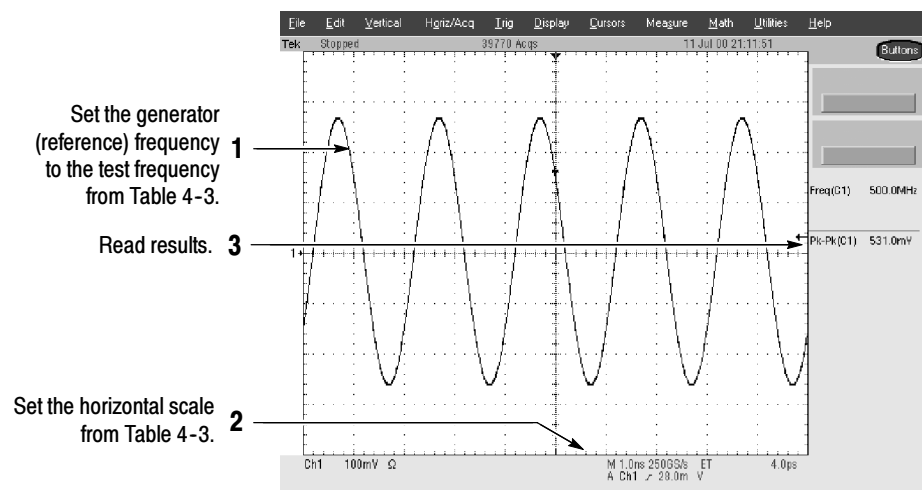 File Edit Vertical Horiz/Acq Trig Display Cursors Measure Math Utilities Help
Tek Stopped 39770 Acqs 11 Jul 00 21:11:51
Buttons
Set the generator
(reference) frequency
to the test frequency
from Table 4-3.
1
Freq(C1) 500.0MHz
Read results. 3
Pk-Pk(C1) 531.0mV
1
Set the horizontal scale
from Table 4-3.
2
Ch1 100mV Ω M 1.0ns 250GS/s ET 4.0ps
A Ch1 28.0m V